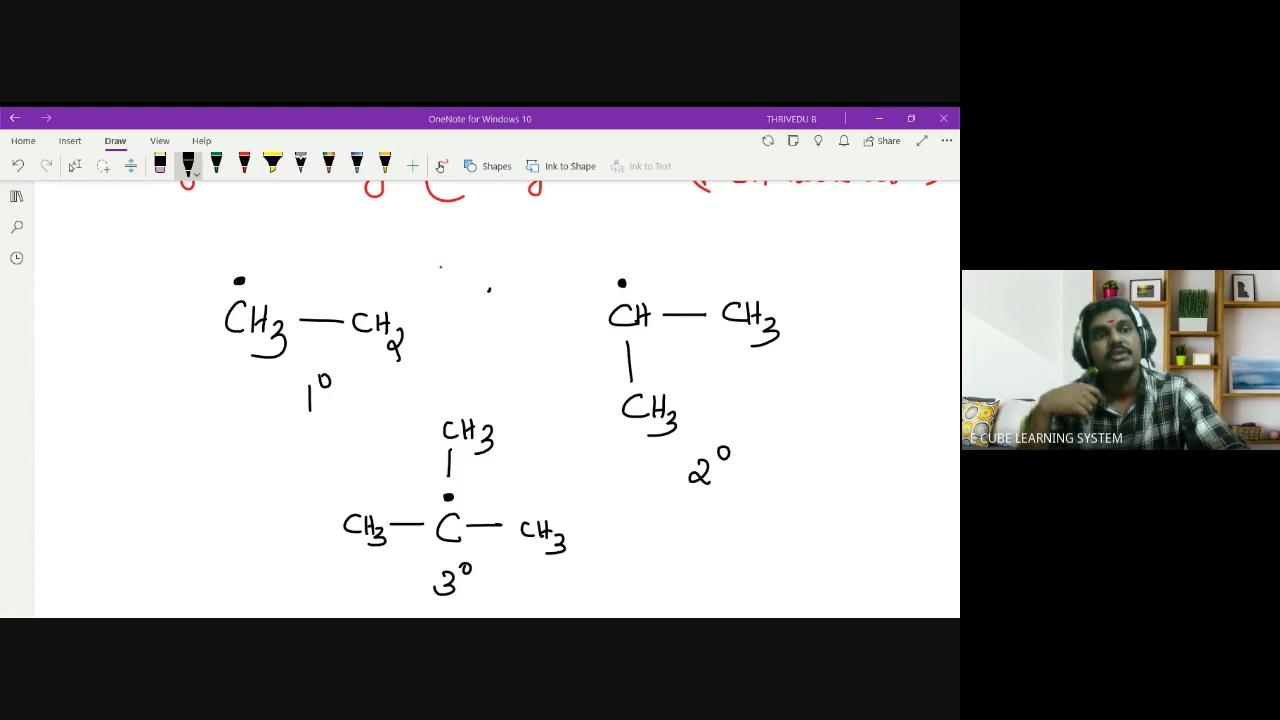 OneNote for Windows 10
THRIVEDU B
Home Insert Draw View Help
Share
Shapes
Ink to Shape
Ink to Text
•CH3 — CH2
1°
•CH — CH3
CH3
2°
CH3
CH3 — •C — CH3
3°
E CUBE LEARNING SYSTEM